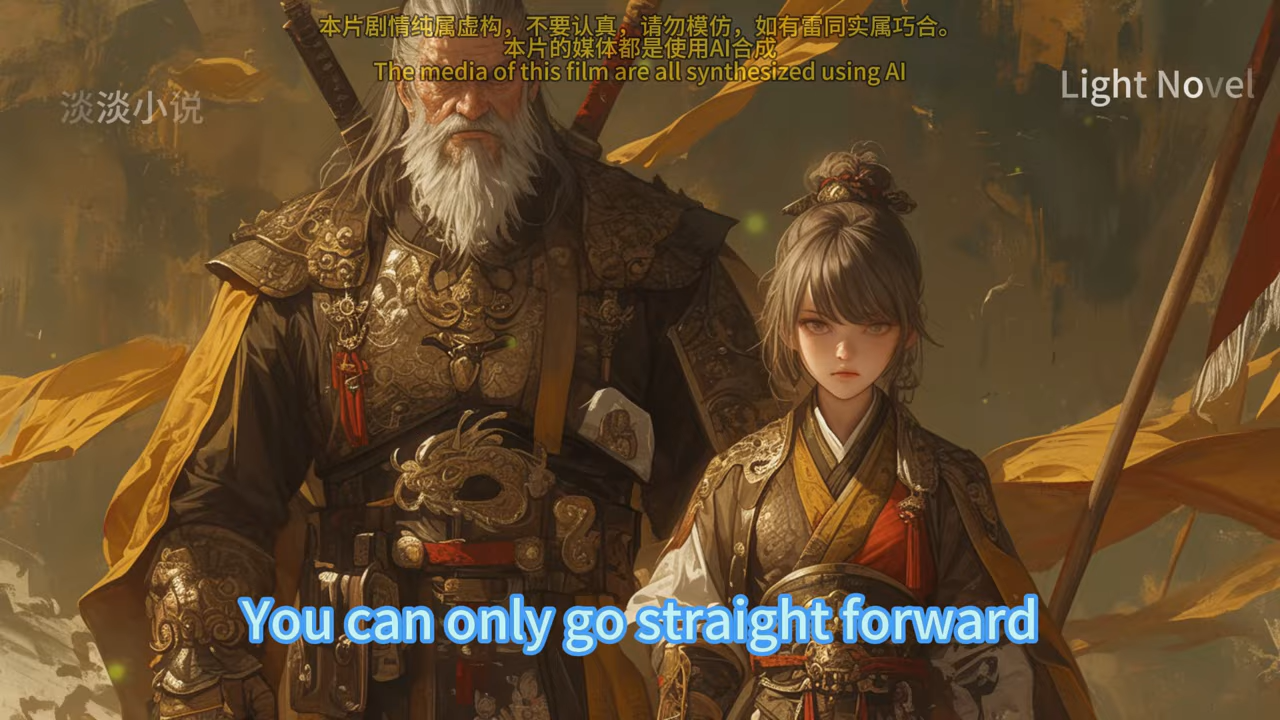 本片剧情纯属虚构，不要认真，请勿模仿，如有雷同实属巧合。
本片的媒体都是使用AI合成
The media of this film are all synthesized using AI
淡淡小说
Light Novel
You can only go straight forward